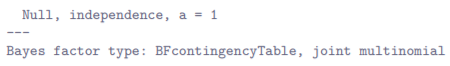 Null, independence, a = 1
---
Bayes factor type: BFcontingencyTable, joint multinomial